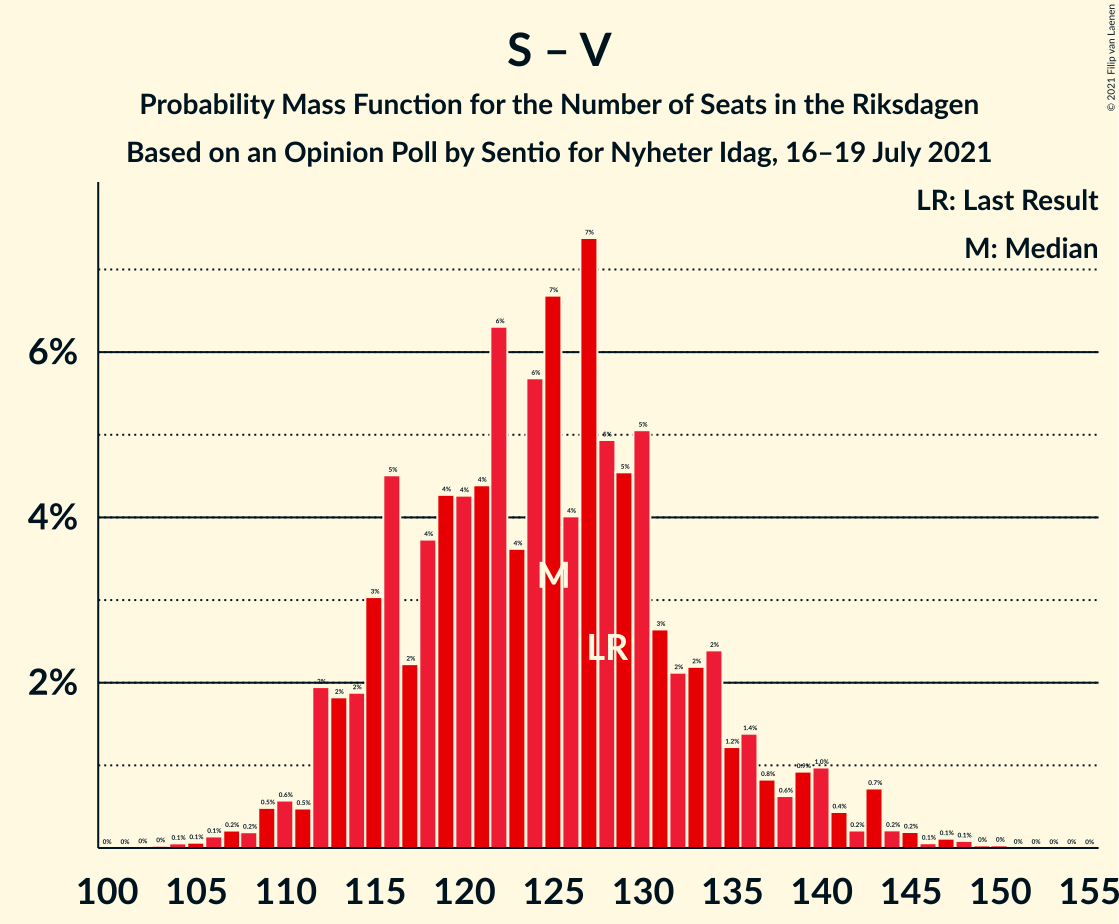 S – V
Probability Mass Function for the Number of Seats in the Riksdagen
Based on an Opinion Poll by Sentio for Nyheter Idag, 16–19 July 2021
© 2021 Filip van Laenen
LR: Last Result
M: Median
6%
4%
2%
0% 0% 0% 0% 0.1% 0.1% 0.1% 0.2% 0.2% 0.5% 0.6% 0.5% 2% 2% 2% 3% 5% 2% 4% 4% 4% 4% 6% 4% 6% 7% 4% 7% 5% 5% 5% 3% 2% 2% 2% 1.2% 1.4% 0.8% 0.6% 0.9% 1.0% 0.4% 0.2% 0.7% 0.2% 0.2% 0.1% 0.1% 0.1% 0% 0% 0% 0% 0% 0% 0%
M
LR
100 105 110 115 120 125 130 135 140 145 150 155